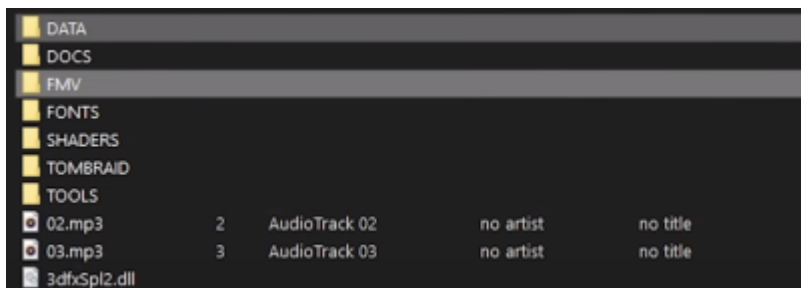 DATA
DOCS
FMV
FONTS
SHADERS
TOMBRAID
TOOLS
02.mp3 2 AudioTrack 02 no artist no title
03.mp3 3 AudioTrack 03 no artist no title
3dfxSpl2.dll